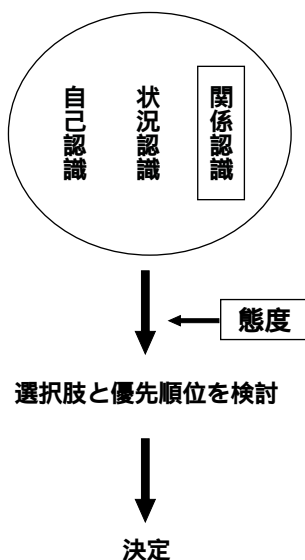 関係認識
状況認識
自己認識
態度
選択肢と優先順位を検討
決定